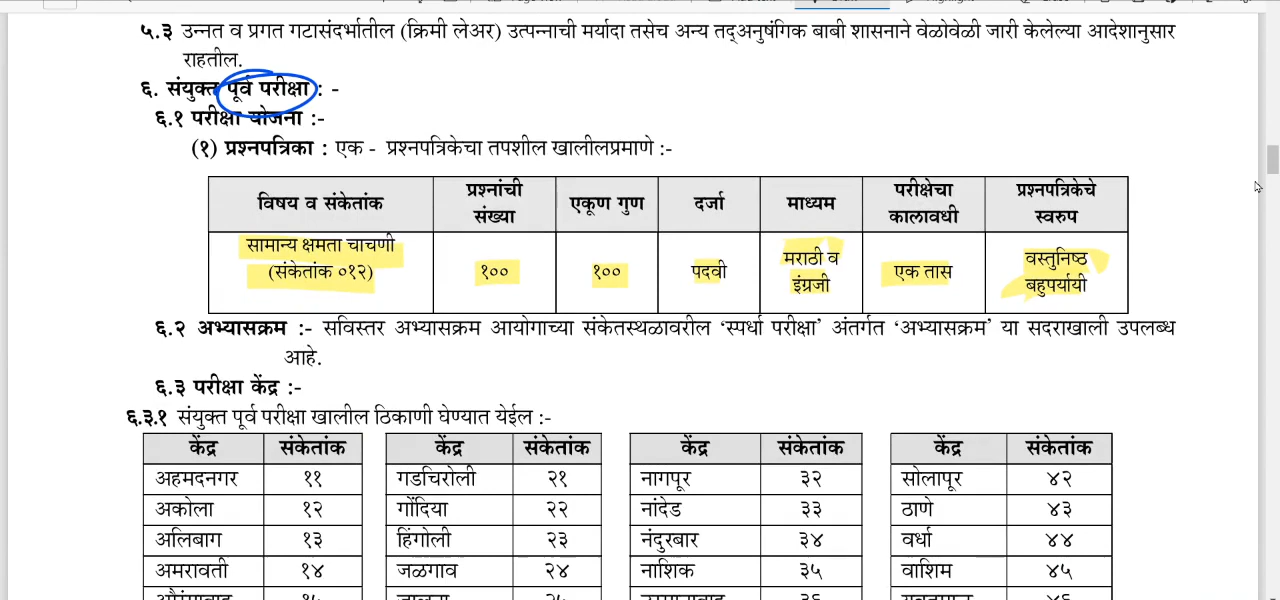 ५.३ उन्नत व प्रगत गटासंदर्भातील (क्रिमी लेअर) उत्पन्नाची मर्यादा तसेच अन्य तद्अनुषंगिक बाबी शासनाने वेळोवेळी जारी केलेल्या आदेशानुसार
राहतील.
६. संयुक्त पूर्व परीक्षा : -
६.१ परीक्षा योजना :-
(१) प्रश्नपत्रिका : एक - प्रश्नपत्रिकेचा तपशील खालीलप्रमाणे :-
विषय व संकेतांक प्रश्नांची संख्या एकूण गुण दर्जा माध्यम परीक्षेचा कालावधी प्रश्नपत्रिकेचे स्वरुप
सामान्य क्षमता चाचणी (संकेतांक ०१२) १०० १०० पदवी मराठी व इंग्रजी एक तास वस्तुनिष्ठ बहुपर्यायी
६.२ अभ्यासक्रम :- सविस्तर अभ्यासक्रम आयोगाच्या संकेतस्थळावरील ‘स्पर्धा परीक्षा’ अंतर्गत ‘अभ्यासक्रम’ या सदराखाली उपलब्ध
आहे.
६.३ परीक्षा केंद्र :-
६.३.१ संयुक्त पूर्व परीक्षा खालील ठिकाणी घेण्यात येईल :-
केंद्र संकेतांक केंद्र संकेतांक केंद्र संकेतांक केंद्र संकेतांक
अहमदनगर ११ गडचिरोली २१ नागपूर ३२ सोलापूर ४२
अकोला १२ गोंदिया २२ नांदेड ३३ ठाणे ४३
अलिबाग १३ हिंगोली २३ नंदुरबार ३४ वर्धा ४४
अमरावती १४ जळगाव २४ नाशिक ३५ वाशिम ४५